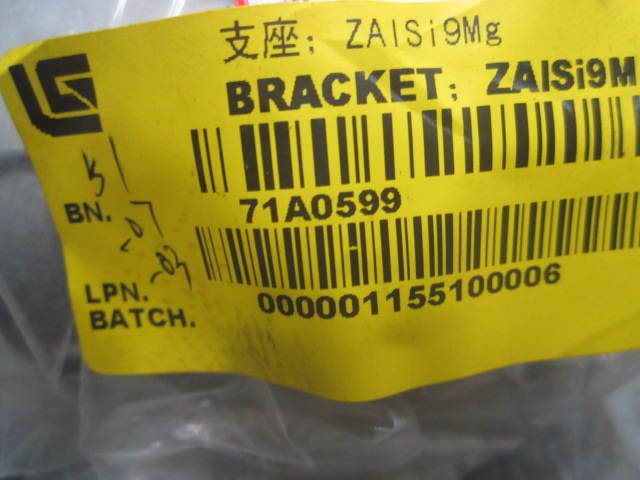 支座; ZAlSi9Mg
BRACKET; ZAlSi9M
BN. 71A0599
LPN. 000001155100006
BATCH.